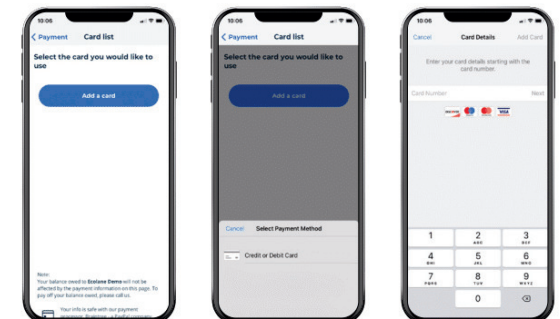 10:06
Payment Card list
Select the card you would like to
use
Add a card
Note:
Your balance owed to Ecolane Demo will not be
affected by the payment information on this page. To
pay off your balance owed, please call us.
Your info is safe with our payment
10:06
Payment Card list
Select the card you would like to
use
Add a card
Cancel Select Payment Method
Credit or Debit Card
10:06
Cancel Card Details Add Card
Enter your card details starting with the
card number.
Card Number Next
VISA
1 2 3
ABC DEF
4 5 6
GHI JKL MNO
7 8 9
PQRS TUV WXYZ
0